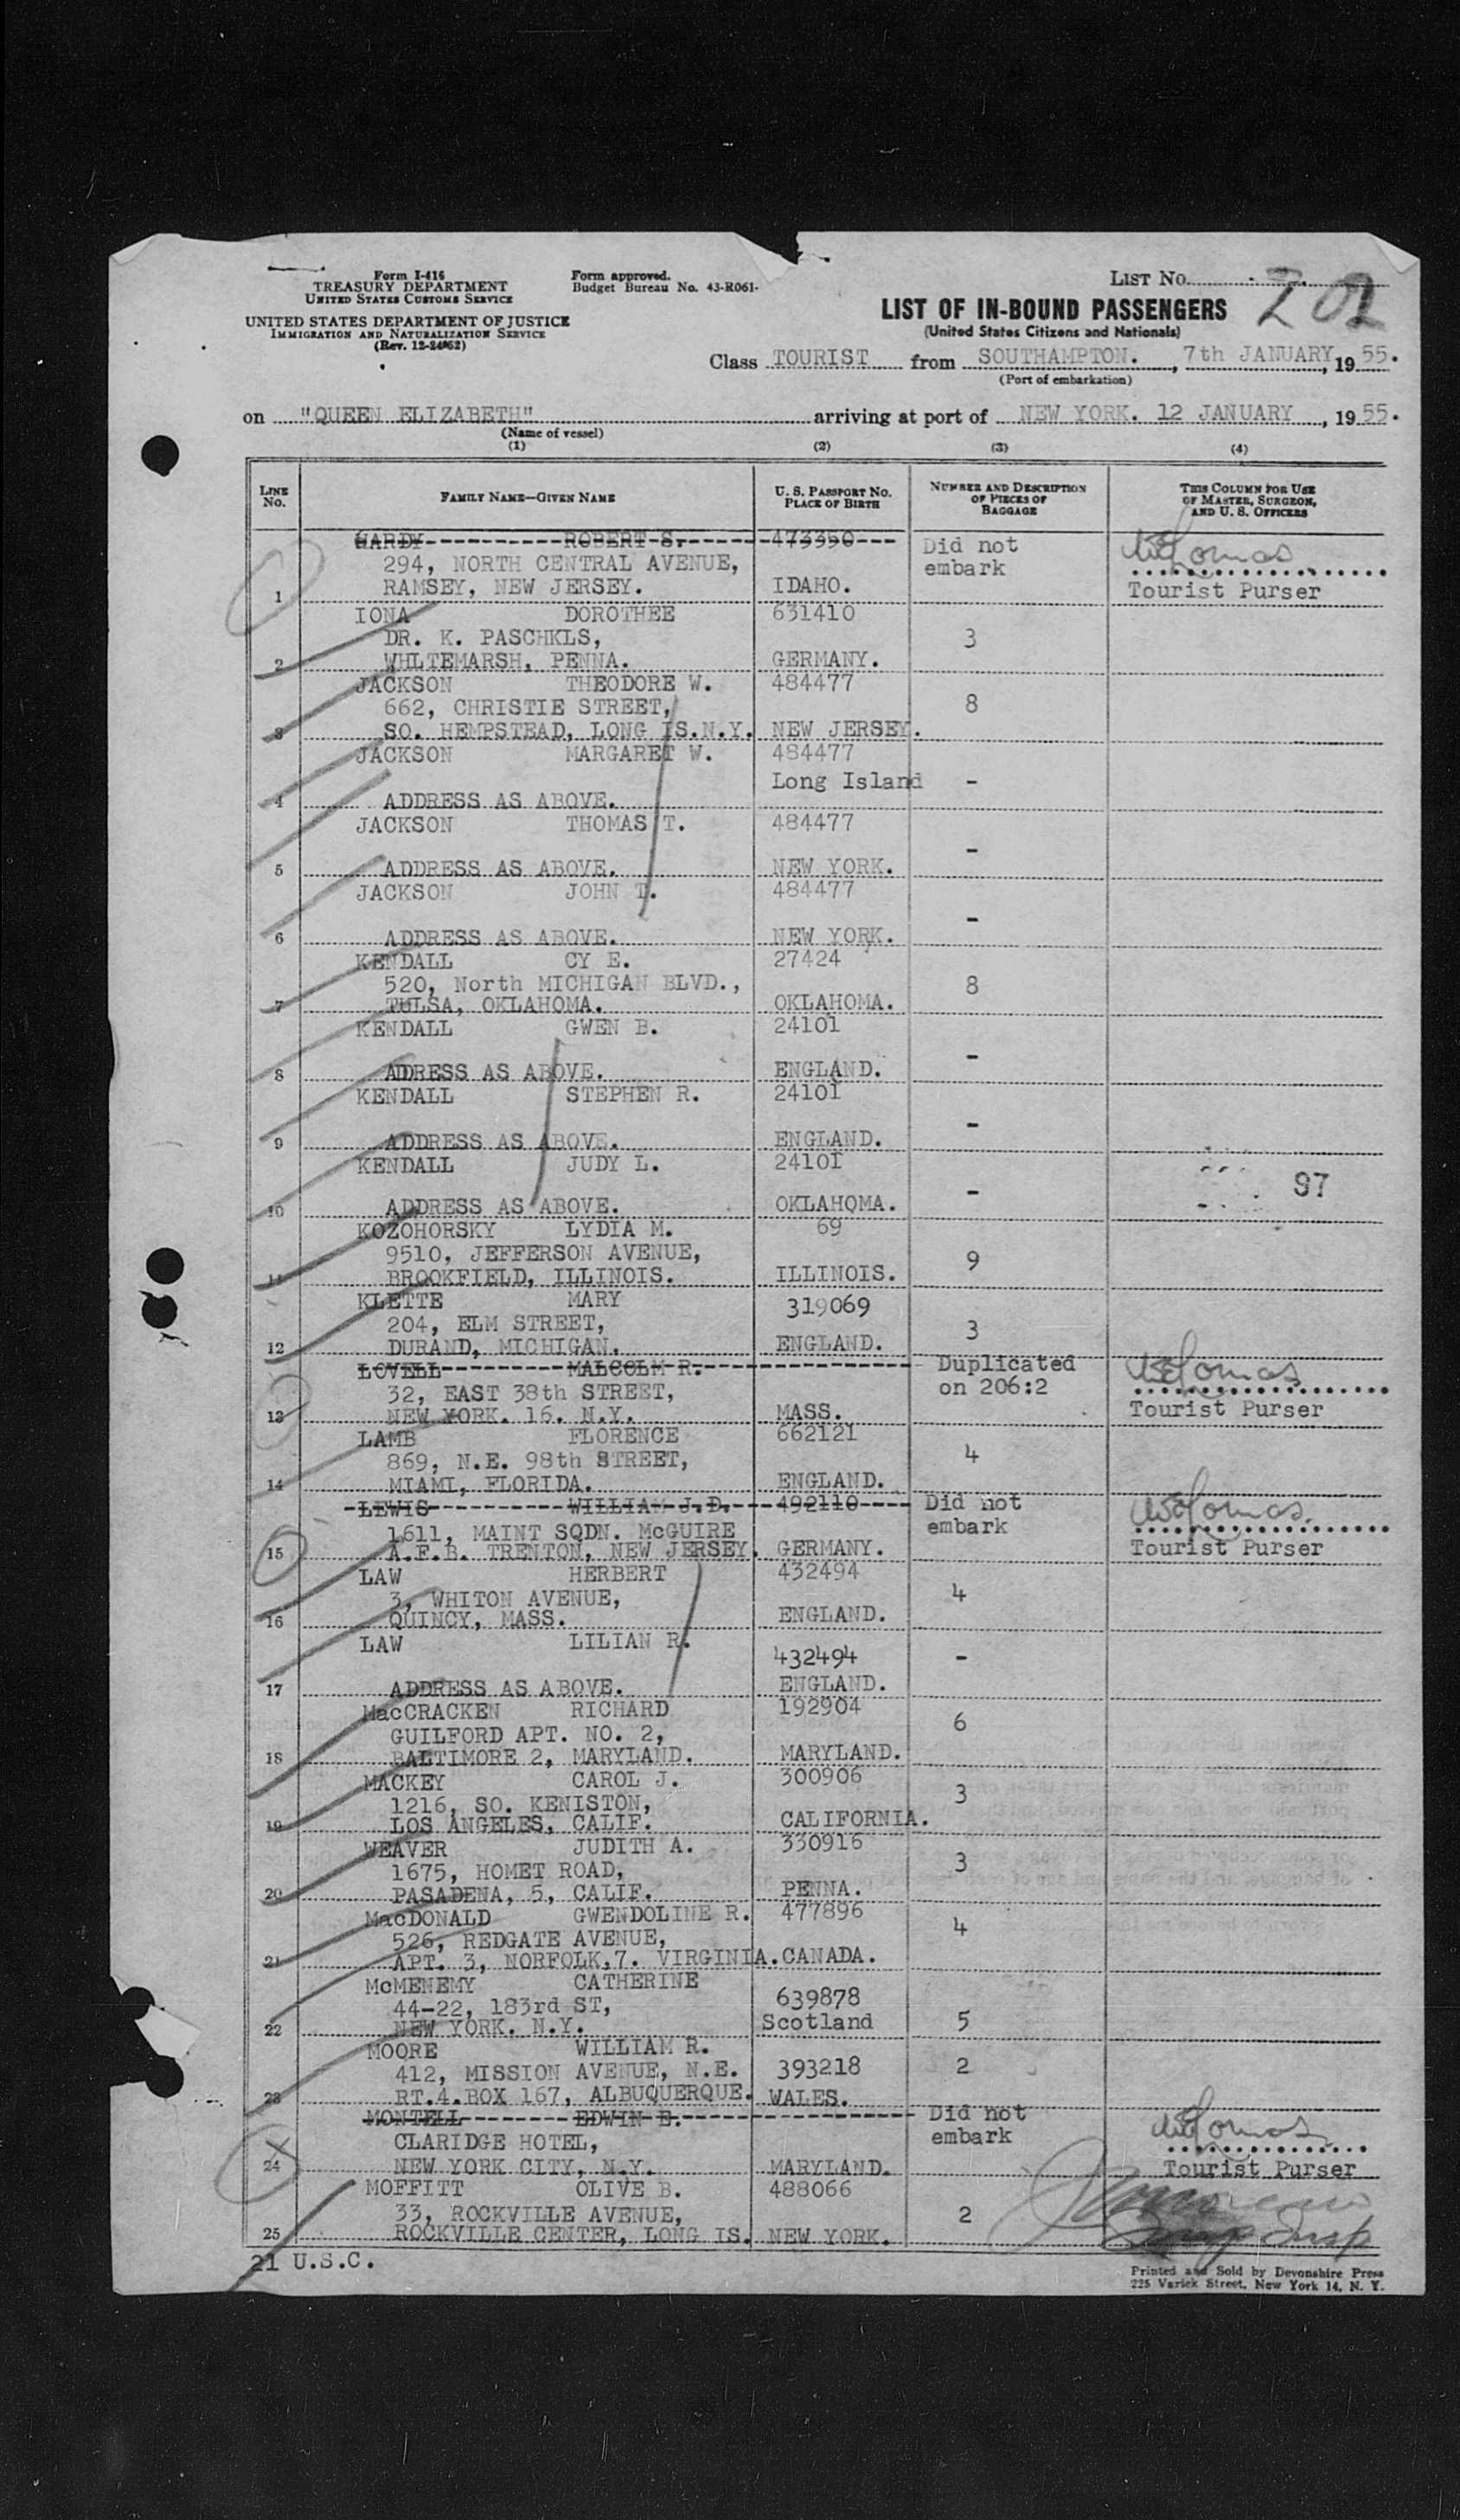 Form I-416
TREASURY DEPARTMENT
UNITED STATES CUSTOMS SERVICE
UNITED STATES DEPARTMENT OF JUSTICE
IMMIGRATION AND NATURALIZATION SERVICE
Form approved.
Budget Bureau No. 43-R061-
LIST NO. 202
LIST OF IN-BOUND PASSENGERS
(United States Citizens and Nationals)
Class TOURIST from SOUTHAMPTON. , 7th JANUARY, 19 55.
(Port of embarkation)
on "QUEEN ELIZABETH" arriving at port of NEW YORK. 12 JANUARY , 19 55.
(Name of vessel)
(1) (2) (3) (4)
LINE NO. FAMILY NAME—GIVEN NAME U. S. PASSPORT NO. PLACE OF BIRTH NUMBER AND DESCRIPTION OF PIECES OF BAGGAGE THIS COLUMN FOR USE OF MASTER, SURGEON, AND U. S. OFFICERS
HARDY ROBERT S. 473350 Did not
294, NORTH CENTRAL AVENUE, embark
1 RAMSEY, NEW JERSEY. IDAHO. Tourist Purser
IONA DOROTHEE 631410
DR. K. PASCHKLS, 3
2 WHLTEMARSH, PENNA. GERMANY.
JACKSON THEODORE W. 484477
662, CHRISTIE STREET, 8
3 SO. HEMPSTEAD, LONG IS.N.Y. NEW JERSEY.
JACKSON MARGARET W. 484477
Long Island -
4 ADDRESS AS ABOVE.
JACKSON THOMAS T. 484477
-
5 ADDRESS AS ABOVE. NEW YORK.
JACKSON JOHN T. 484477
-
6 ADDRESS AS ABOVE. NEW YORK.
KENDALL CY E. 27424
520, North MICHIGAN BLVD., 8
7 TULSA, OKLAHOMA. OKLAHOMA.
KENDALL GWEN B. 24101
-
8 ADDRESS AS ABOVE. ENGLAND.
KENDALL STEPHEN R. 24101
-
9 ADDRESS AS ABOVE. ENGLAND.
KENDALL JUDY L. 24101
- 97
10 ADDRESS AS ABOVE. OKLAHOMA.
KOZOHORSKY LYDIA M. 69
9510, JEFFERSON AVENUE, 9
11 BROOKFIELD, ILLINOIS. ILLINOIS.
KLETTE MARY 319069
204, ELM STREET, 3
12 DURAND, MICHIGAN. ENGLAND.
LOVELL MALCOLM R. Duplicated
32, EAST 38th STREET, on 206:2
13 NEW YORK. 16. N.Y. MASS. Tourist Purser
LAMB FLORENCE 662121
869, N.E. 98th STREET, 4
14 MIAMI, FLORIDA. ENGLAND.
LEWIS WILLIAM J.D. 492110 Did not
1611, MAINT SQDN. McGUIRE embark
15 A.F.B. TRENTON, NEW JERSEY. GERMANY. Tourist Purser
LAW HERBERT 432494
3, WHITON AVENUE, 4
16 QUINCY, MASS. ENGLAND.
LAW LILIAN R.
432494 -
17 ADDRESS AS ABOVE. ENGLAND.
MacCRACKEN RICHARD 192904
GUILFORD APT. NO. 2, 6
18 BALTIMORE 2, MARYLAND. MARYLAND.
MACKEY CAROL J. 300906
1216, SO. KENISTON, 3
19 LOS ANGELES, CALIF. CALIFORNIA.
WEAVER JUDITH A. 330916
1675, HOMET ROAD, 3
20 PASADENA, 5, CALIF. PENNA.
MacDONALD GWENDOLINE R. 477896
526, REDGATE AVENUE, 4
21 APT. 3, NORFOLK,7. VIRGINIA. CANADA.
McMENEMY CATHERINE
44-22, 183rd ST, 639878
22 NEW YORK. N.Y. Scotland 5
MOORE WILLIAM R.
412, MISSION AVENUE, N.E. 393218 2
23 RT.4.BOX 167, ALBUQUERQUE. WALES.
MONTELL EDWIN E. Did not
CLARIDGE HOTEL, embark
24 NEW YORK CITY, N.Y. MARYLAND. Tourist Purser
MOFFITT OLIVE B. 488066
33, ROCKVILLE AVENUE, 2
25 ROCKVILLE CENTER, LONG IS. NEW YORK.
21 U.S.C.
Printed and Sold by Devonshire Press
225 Varick Street, New York 14, N. Y.